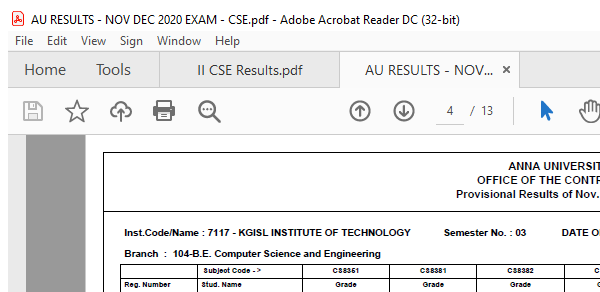 AU RESULTS - NOV DEC 2020 EXAM - CSE.pdf - Adobe Acrobat Reader DC (32-bit)
File Edit View Sign Window Help
Home Tools II CSE Results.pdf AU RESULTS - NOV... ×
4 / 13
ANNA UNIVERSIT
OFFICE OF THE CONTR
Provisional Results of Nov.
Inst.Code/Name : 7117 - KGISL INSTITUTE OF TECHNOLOGY Semester No. : 03 DATE O
Branch : 104-B.E. Computer Science and Engineering
Subject Code -> CS8351 CS8381 CS8382 C
Reg. Number Stud. Name Grade Grade Grade G